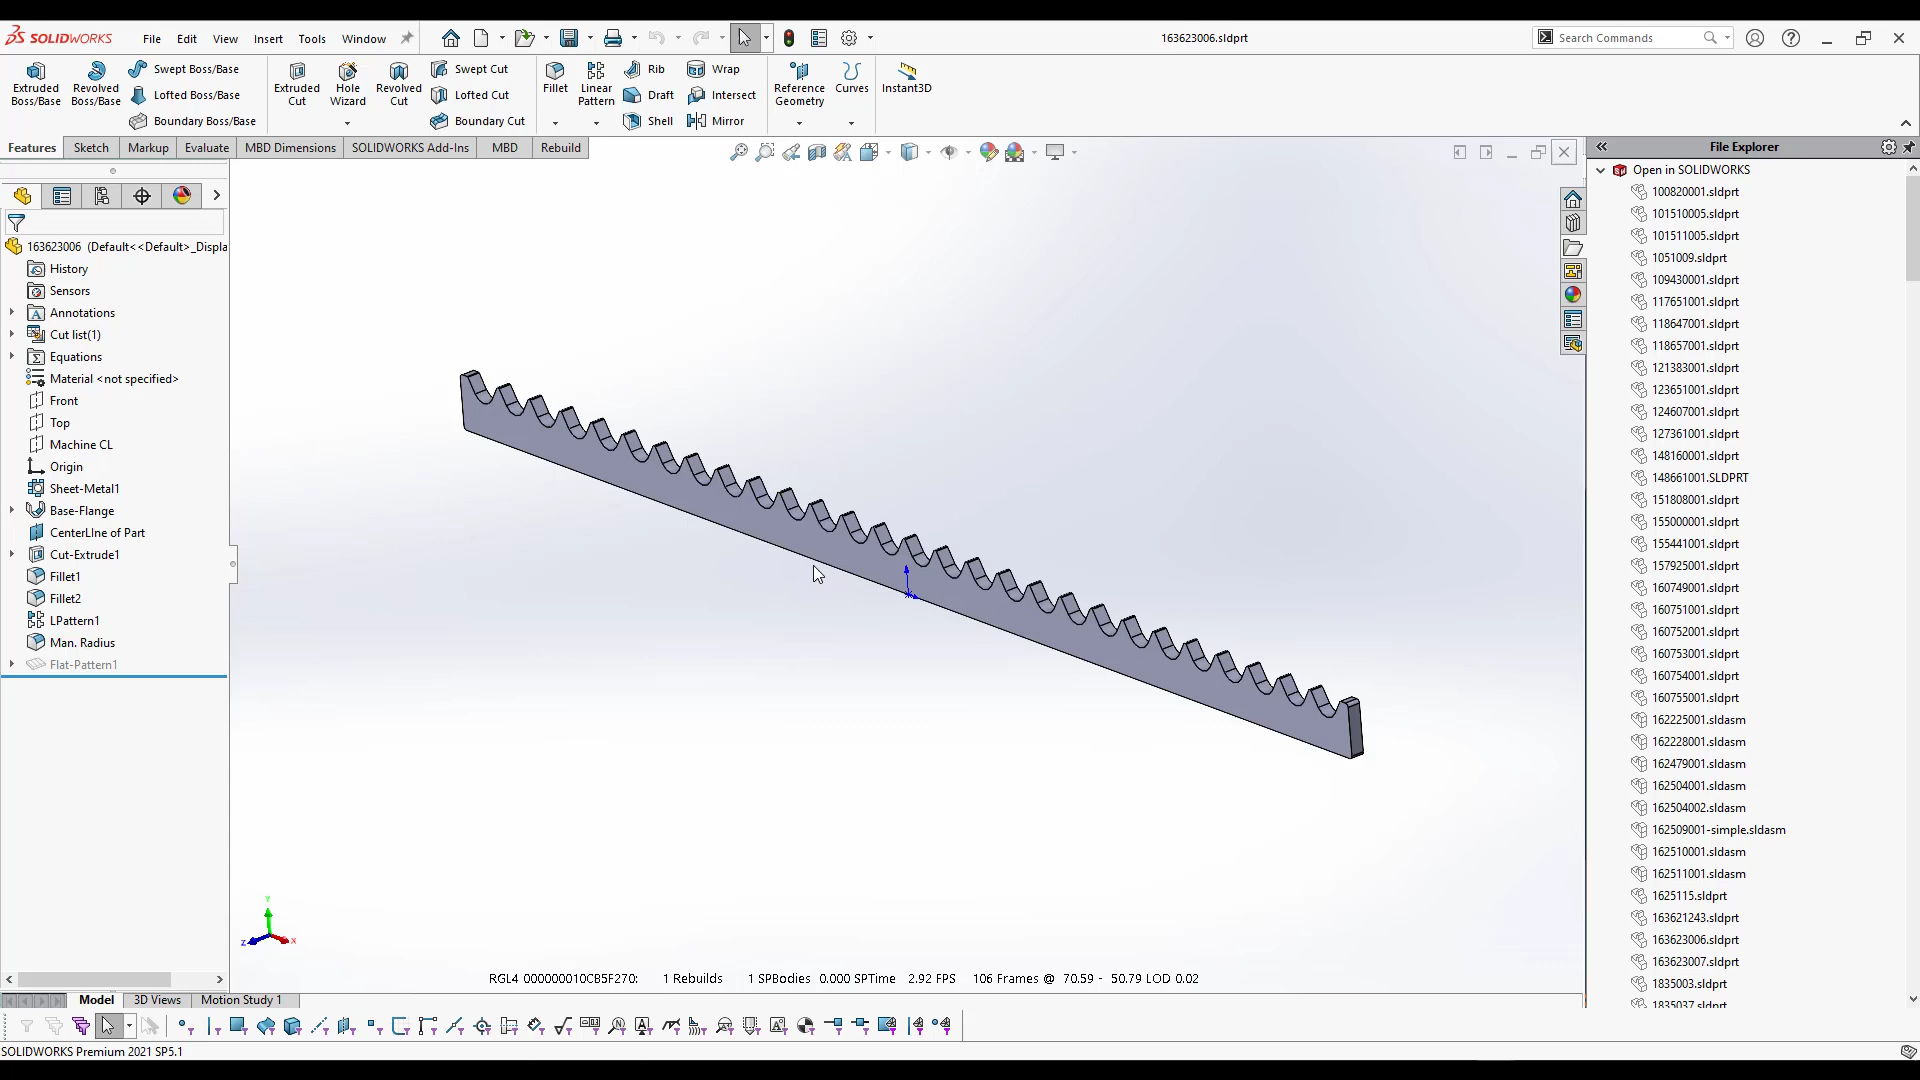 SOLIDWORKS File Edit View Insert Tools Window 163623006.sldprt Search Commands
Extruded Boss/Base
Revolved Boss/Base
Swept Boss/Base
Lofted Boss/Base
Boundary Boss/Base
Extruded Cut
Hole Wizard
Revolved Cut
Swept Cut
Lofted Cut
Boundary Cut
Fillet
Linear Pattern
Rib
Draft
Shell
Wrap
Intersect
Mirror
Reference Geometry
Curves
Instant3D
Features Sketch Markup Evaluate MBD Dimensions SOLIDWORKS Add-Ins MBD Rebuild
163623006 (Default<<Default>_Displa
History
Sensors
Annotations
Cut list(1)
Equations
Material <not specified>
Front
Top
Machine CL
Origin
Sheet-Metal1
Base-Flange
CenterLIne of Part
Cut-Extrude1
Fillet1
Fillet2
LPattern1
Man. Radius
Flat-Pattern1
Y
Z
X
RGL4 000000010CB5F270: 1 Rebuilds 1 SPBodies 0.000 SPTime 2.92 FPS 106 Frames @ 70.59 - 50.79 LOD 0.02
File Explorer
Open in SOLIDWORKS
100820001.sldprt
101510005.sldprt
101511005.sldprt
1051009.sldprt
109430001.sldprt
117651001.sldprt
118647001.sldprt
118657001.sldprt
121383001.sldprt
123651001.sldprt
124607001.sldprt
127361001.sldprt
148160001.sldprt
148661001.SLDPRT
151808001.sldprt
155000001.sldprt
155441001.sldprt
157925001.sldprt
160749001.sldprt
160751001.sldprt
160752001.sldprt
160753001.sldprt
160754001.sldprt
160755001.sldprt
162225001.sldasm
162228001.sldasm
162479001.sldasm
162504001.sldasm
162504002.sldasm
162509001-simple.sldasm
162510001.sldasm
162511001.sldasm
1625115.sldprt
163621243.sldprt
163623006.sldprt
163623007.sldprt
1835003.sldprt
1835037.sldprt
Model 3D Views Motion Study 1
SOLIDWORKS Premium 2021 SP5.1